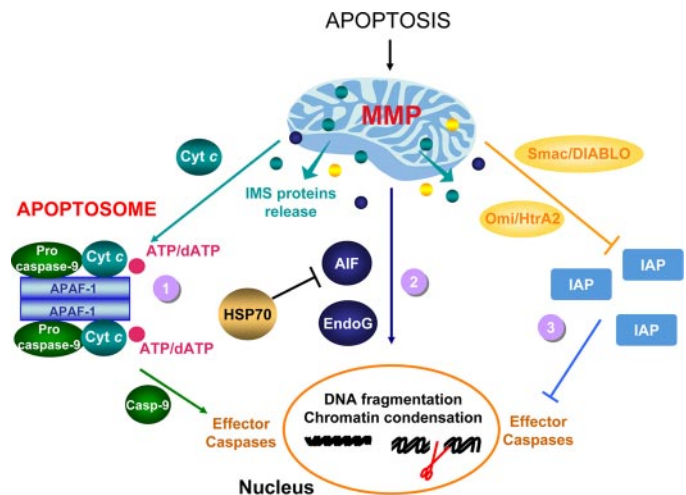 APOPTOSIS
MMP
Cyt c
Smac/DIABLO
IMS proteins
release
Omi/HtrA2
APOPTOSOME
ATP/dATP
Pro
caspase-9
Cyt c
AIF
IAP
IAP
APAF-1
1
2
APAF-1
HSP70
EndoG
IAP
3
Pro
caspase-9
Cyt c
ATP/dATP
Casp-9
DNA fragmentation
Chromatin condensation
Effector
Caspases
Effector
Caspases
Nucleus